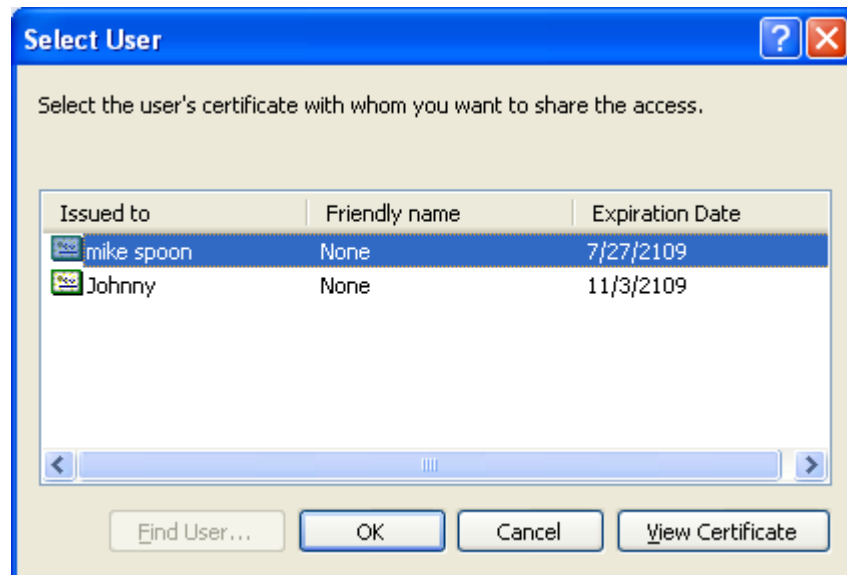 Select User
Select the user's certificate with whom you want to share the access.
Issued to Friendly name Expiration Date
mike spoon None 7/27/2109
Johnny None 11/3/2109
Find User... OK Cancel View Certificate